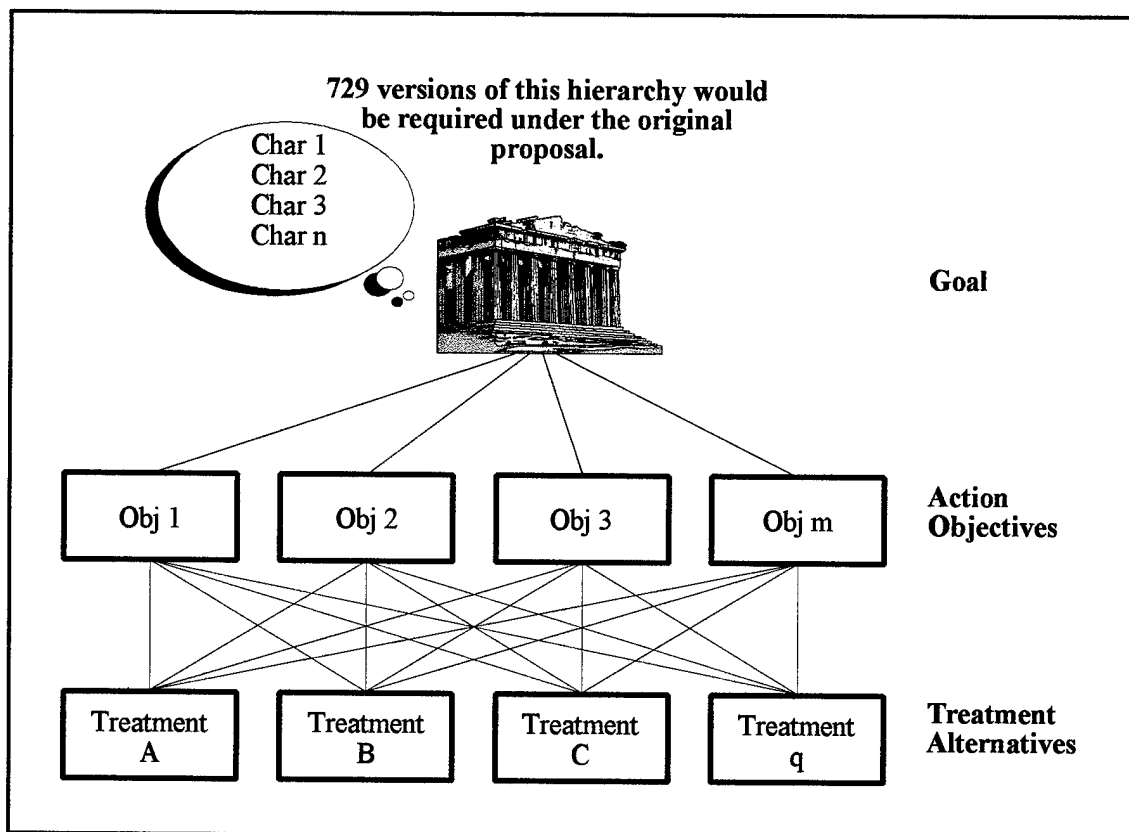 729 versions of this hierarchy would
be required under the original
proposal.
Char 1
Char 2
Char 3
Char n
Goal
Obj 1
Obj 2
Obj 3
Obj m
Action
Objectives
Treatment
A
Treatment
B
Treatment
C
Treatment
q
Treatment
Alternatives